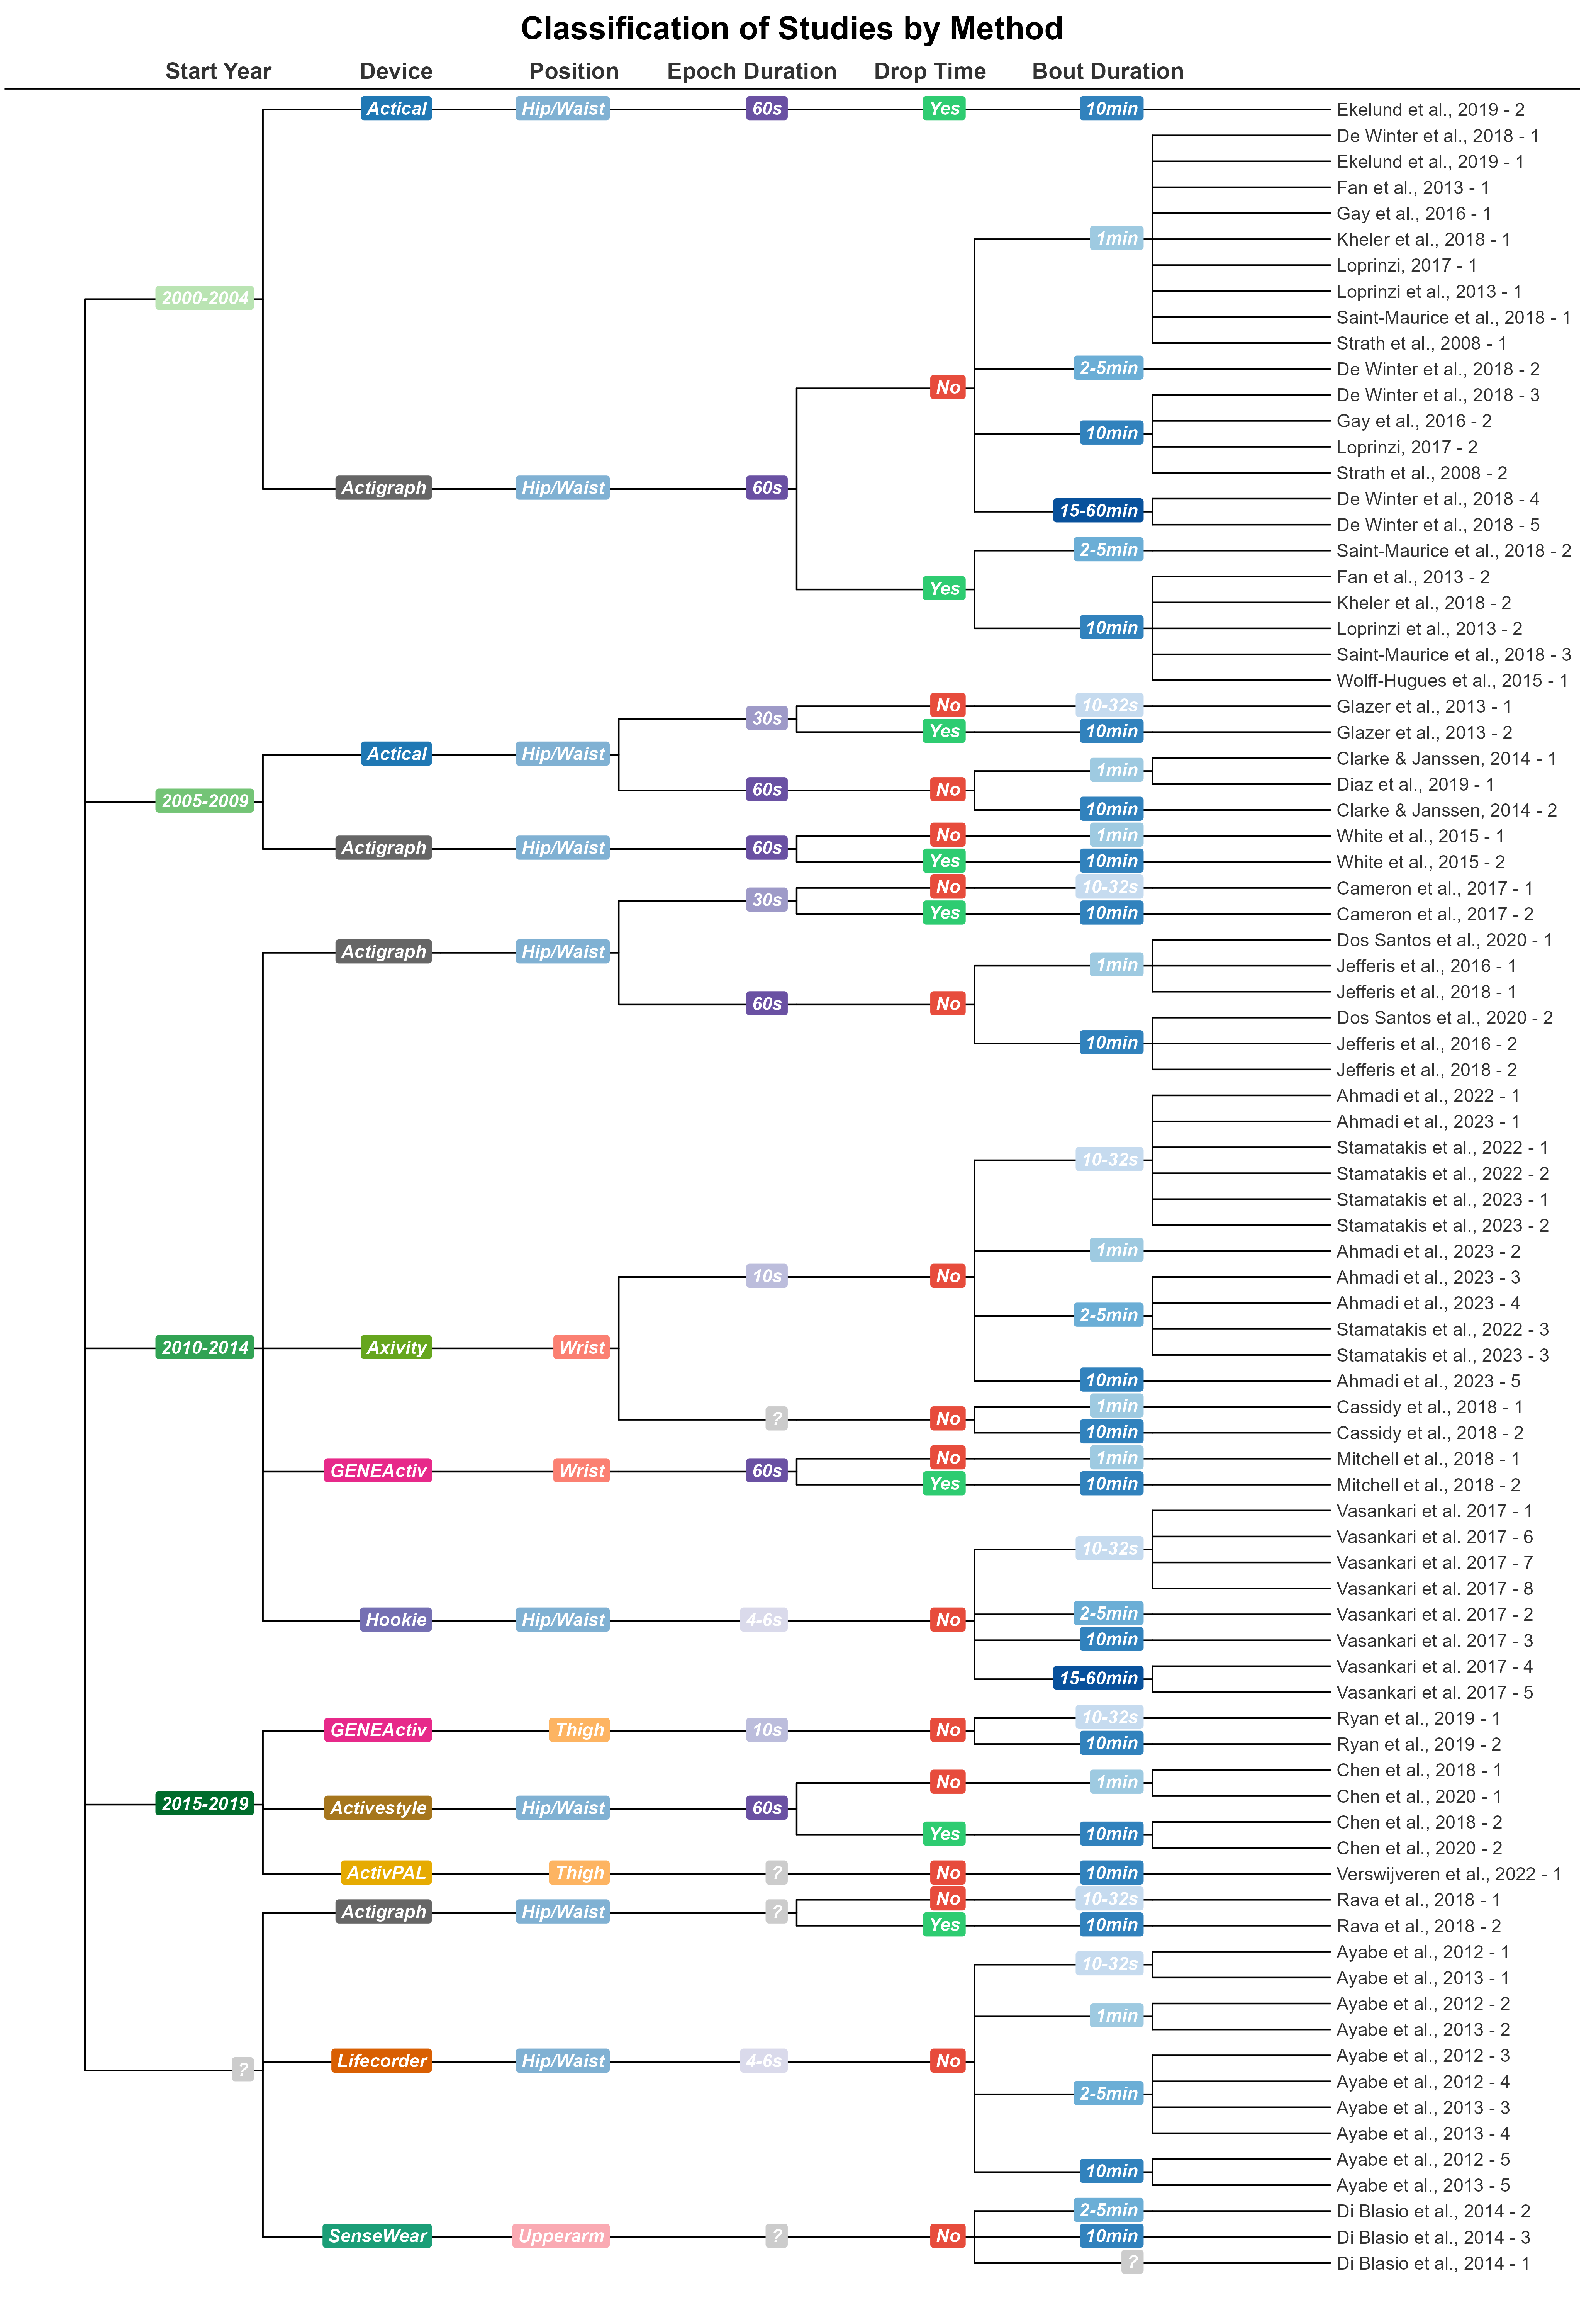 Classification of Studies by Method
Start Year Device Position Epoch Duration Drop Time Bout Duration
Actical Hip/Waist 60s Yes 10min Ekelund et al., 2019 - 2
De Winter et al., 2018 - 1
Ekelund et al., 2019 - 1
Fan et al., 2013 - 1
Gay et al., 2016 - 1
1min Kheler et al., 2018 - 1
Loprinzi, 2017 - 1
2000-2004 Loprinzi et al., 2013 - 1
Saint-Maurice et al., 2018 - 1
Strath et al., 2008 - 1
2-5min De Winter et al., 2018 - 2
No De Winter et al., 2018 - 3
Gay et al., 2016 - 2
10min
Loprinzi, 2017 - 2
Strath et al., 2008 - 2
Actigraph Hip/Waist 60s
De Winter et al., 2018 - 4
15-60min
De Winter et al., 2018 - 5
2-5min Saint-Maurice et al., 2018 - 2
Fan et al., 2013 - 2
Yes
Kheler et al., 2018 - 2
10min Loprinzi et al., 2013 - 2
Saint-Maurice et al., 2018 - 3
Wolff-Hugues et al., 2015 - 1
No 10-32s Glazer et al., 2013 - 1
30s
Yes 10min Glazer et al., 2013 - 2
Actical Hip/Waist
Clarke & Janssen, 2014 - 1
1min
Diaz et al., 2019 - 1
60s No
2005-2009
10min Clarke & Janssen, 2014 - 2
No 1min White et al., 2015 - 1
Actigraph Hip/Waist 60s
Yes 10min White et al., 2015 - 2
No 10-32s Cameron et al., 2017 - 1
30s
Yes 10min Cameron et al., 2017 - 2
Dos Santos et al., 2020 - 1
Actigraph Hip/Waist
1min Jefferis et al., 2016 - 1
Jefferis et al., 2018 - 1
60s No
Dos Santos et al., 2020 - 2
10min Jefferis et al., 2016 - 2
Jefferis et al., 2018 - 2
Ahmadi et al., 2022 - 1
Ahmadi et al., 2023 - 1
Stamatakis et al., 2022 - 1
10-32s
Stamatakis et al., 2022 - 2
Stamatakis et al., 2023 - 1
Stamatakis et al., 2023 - 2
1min Ahmadi et al., 2023 - 2
10s No Ahmadi et al., 2023 - 3
Ahmadi et al., 2023 - 4
2-5min
Stamatakis et al., 2022 - 3
2010-2014 Axivity Wrist
Stamatakis et al., 2023 - 3
10min Ahmadi et al., 2023 - 5
1min Cassidy et al., 2018 - 1
? No
10min Cassidy et al., 2018 - 2
No 1min Mitchell et al., 2018 - 1
GENEActiv Wrist 60s
Yes 10min Mitchell et al., 2018 - 2
Vasankari et al. 2017 - 1
Vasankari et al. 2017 - 6
10-32s
Vasankari et al. 2017 - 7
Vasankari et al. 2017 - 8
2-5min Vasankari et al. 2017 - 2
Hookie Hip/Waist 4-6s No
10min Vasankari et al. 2017 - 3
Vasankari et al. 2017 - 4
15-60min
Vasankari et al. 2017 - 5
10-32s Ryan et al., 2019 - 1
GENEActiv Thigh 10s No
10min Ryan et al., 2019 - 2
Chen et al., 2018 - 1
No 1min
Chen et al., 2020 - 1
2015-2019
Activestyle Hip/Waist 60s
Chen et al., 2018 - 2
Yes 10min
Chen et al., 2020 - 2
ActivPAL Thigh ? No 10min Verswijveren et al., 2022 - 1
No 10-32s Rava et al., 2018 - 1
Actigraph Hip/Waist ?
Yes 10min Rava et al., 2018 - 2
Ayabe et al., 2012 - 1
10-32s
Ayabe et al., 2013 - 1
Ayabe et al., 2012 - 2
1min
Ayabe et al., 2013 - 2
Ayabe et al., 2012 - 3
Lifecorder Hip/Waist 4-6s No
?
Ayabe et al., 2012 - 4
2-5min
Ayabe et al., 2013 - 3
Ayabe et al., 2013 - 4
Ayabe et al., 2012 - 5
10min
Ayabe et al., 2013 - 5
2-5min Di Blasio et al., 2014 - 2
SenseWear Upperarm ? No 10min Di Blasio et al., 2014 - 3
? Di Blasio et al., 2014 - 1